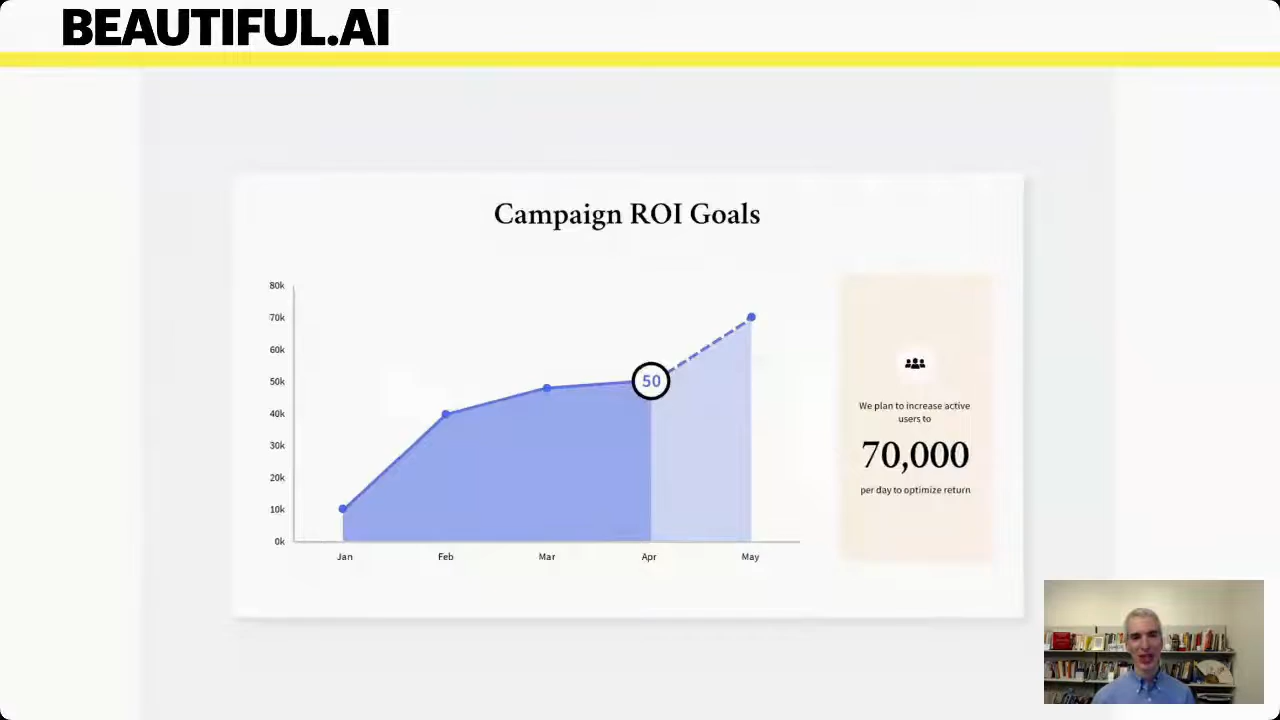 BEAUTIFUL.AI
Campaign ROI Goals
80k
70k
60k
50k
40k
30k
20k
10k
0k
50
Jan
Feb
Mar
Apr
May
We plan to increase active
users to
70,000
per day to optimize return